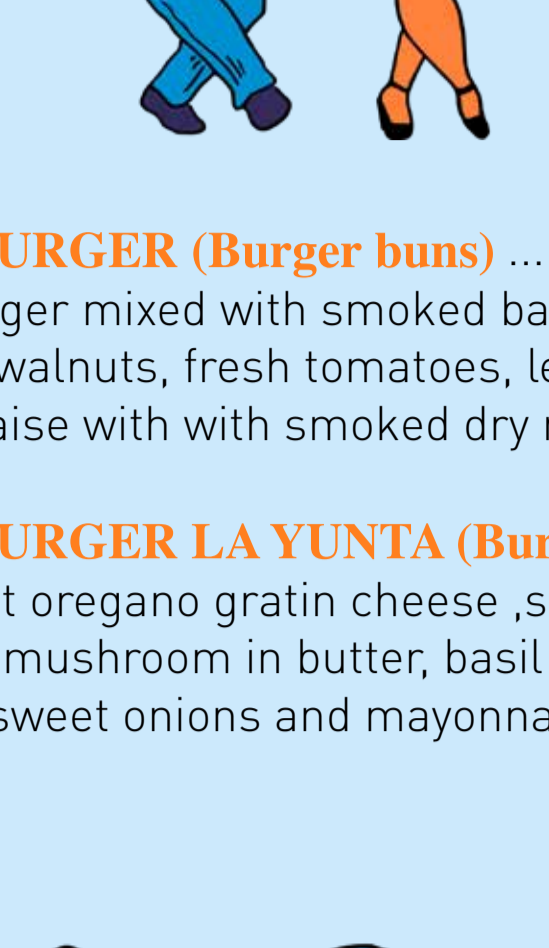 URGER (Burger buns) ...
ger mixed with smoked ba
walnuts, fresh tomatoes, le
aise with with smoked dry
URGER LA YUNTA (Bur
t oregano gratin cheese ,s
mushroom in butter, basil
sweet onions and mayonna